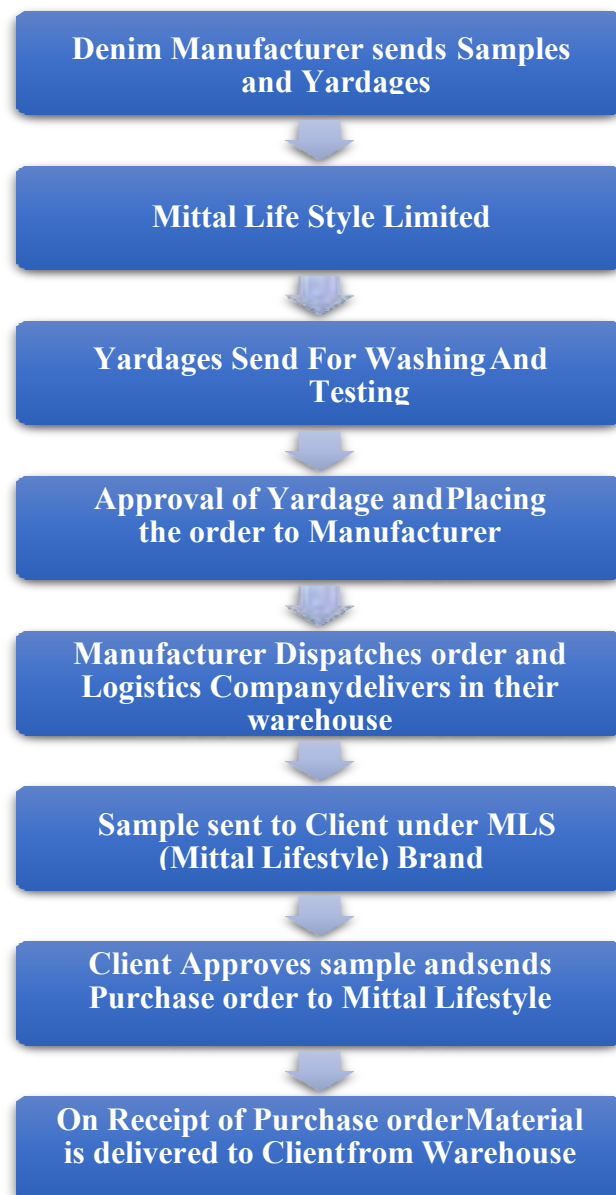 Denim Manufacturer sends Samples
and Yardages
Mittal Life Style Limited
Yardages Send For Washing And
Testing
Approval of Yardage and Placing
the order to Manufacturer
Manufacturer Dispatches order and
Logistics Company delivers in their
warehouse
Sample sent to Client under MLS
(Mittal Lifestyle) Brand
Client Approves sample and sends
Purchase order to Mittal Lifestyle
On Receipt of Purchase order Material
is delivered to Client from Warehouse